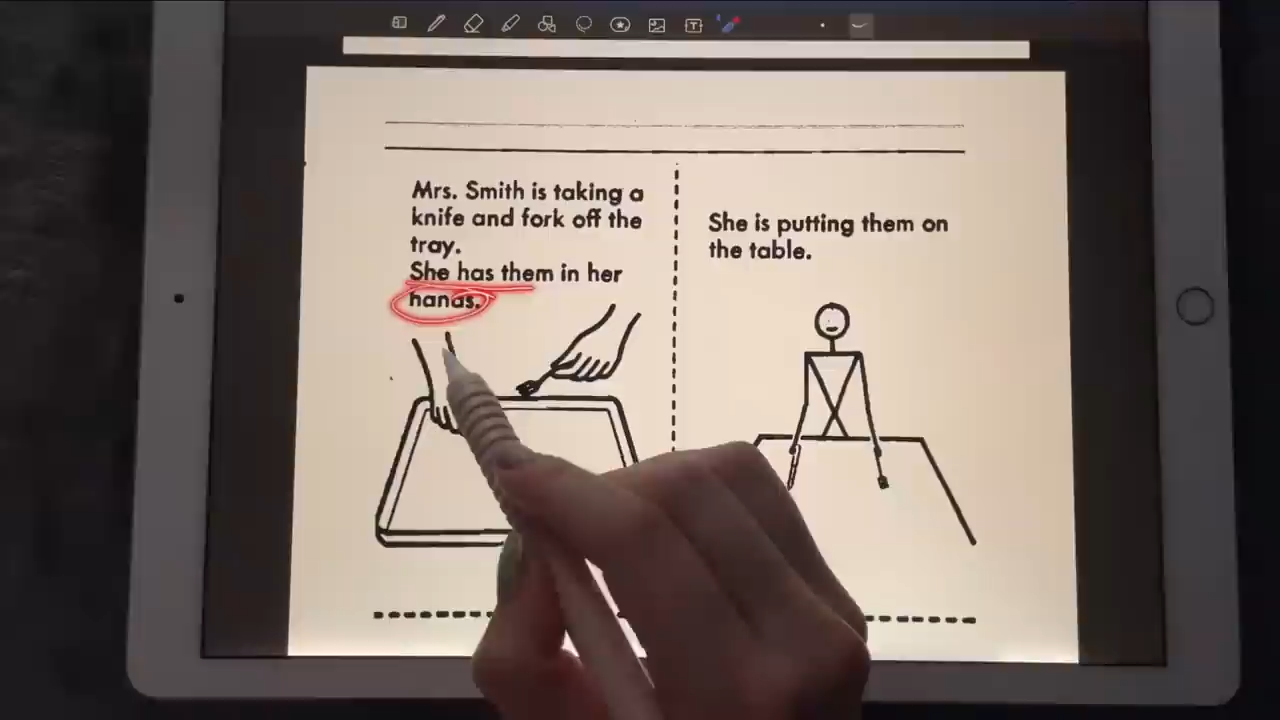 Mrs. Smith is taking a
knife and fork off the
tray.
She has them in her
hands.
She is putting them on
the table.